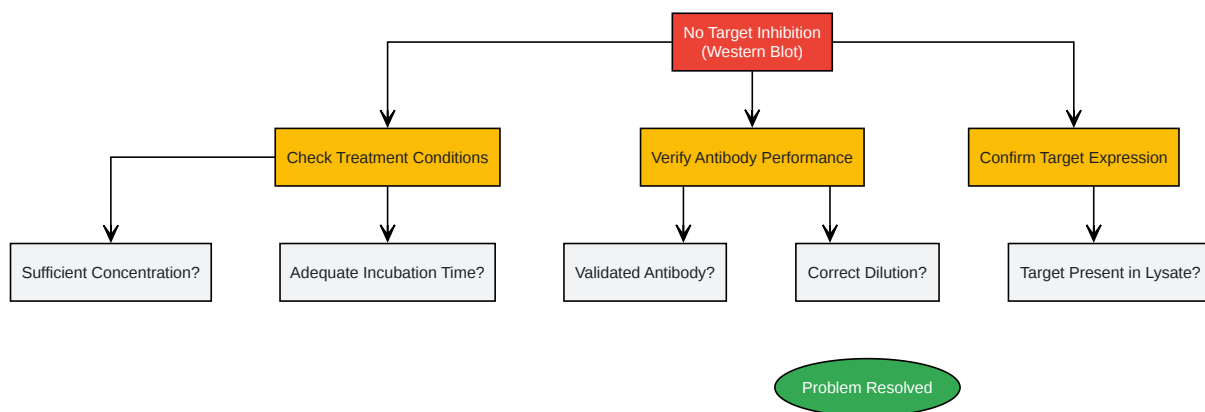 No Target Inhibition
(Western Blot)
Check Treatment Conditions
Verify Antibody Performance
Confirm Target Expression
Sufficient Concentration?
Adequate Incubation Time?
Validated Antibody?
Correct Dilution?
Target Present in Lysate?
Problem Resolved